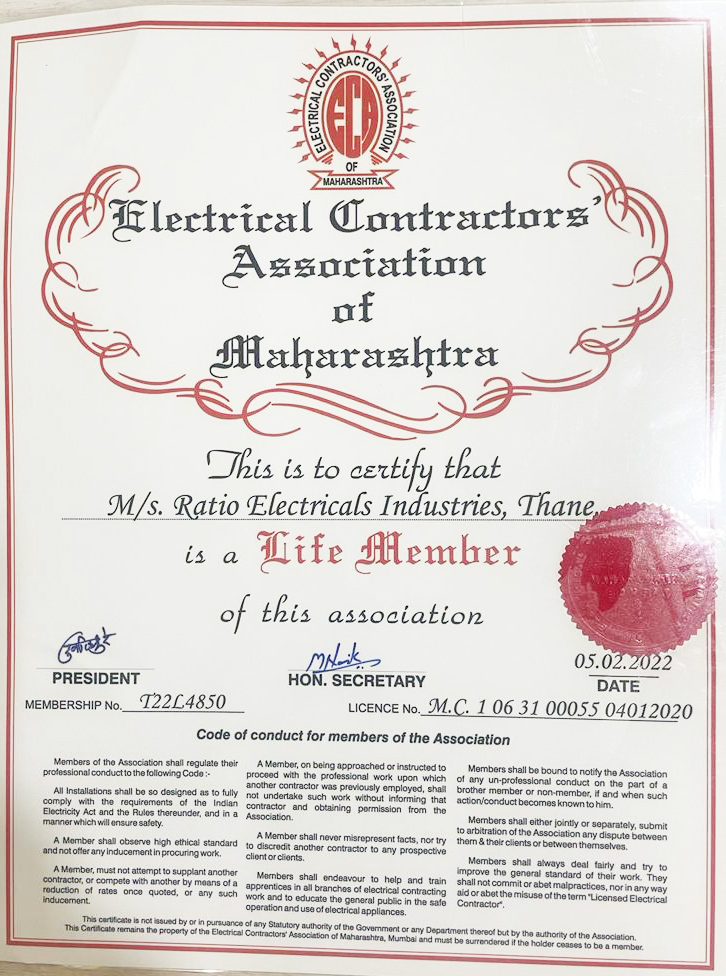 ELECTRICAL CONTRACTORS' ASSOCIATION
ECA
OF
MAHARASHTRA
Electrical Contractors'
Association
of
Maharashtra
This is to certify that
M/s. Ratio Electricals Industries, Thane.
is a Life Member
of this association
05.02.2022
PRESIDENT
HON. SECRETARY
DATE
MEMBERSHIP No. T22L4850
LICENCE No. M.C. 1 06 31 00055 04012020
Code of conduct for members of the Association
Members of the Association shall regulate their
professional conduct to the following Code :-
All Installations shall be so designed as to fully
comply with the requirements of the Indian
Electricity Act and the Rules thereunder, and in a
manner which will ensure safety.
A Member shall observe high ethical standard
and not offer any inducement in procuring work.
A Member, must not attempt to supplant another
contractor, or compete with another by means of a
reduction of rates once quoted, or any such
inducement.
A Member, on being approached or instructed to
proceed with the professional work upon which
another contractor was previously employed, shall
not undertake such work without informing that
contractor and obtaining permission from the
Association.
A Member shall never misrepresent facts, nor try
to discredit another contractor to any prospective
client or clients.
Members shall endeavour to help and train
apprentices in all branches of electrical contracting
work and to educate the general public in the safe
operation and use of electrical appliances.
Members shall be bound to notify the Association
of any un-professional conduct on the part of a
brother member or non-member, if and when such
action/conduct becomes known to him.
Members shall either jointly or separately, submit
to arbitration of the Association any dispute between
them & their clients or between themselves.
Members shall always deal fairly and try to
improve the general standard of their work. They
shall not commit or abet malpractices, nor in any way
aid or abet the misuse of the term "Licensed Electrical
Contractor".
This certificate is not issued by or in pursuance of any Statutory authority of the Government or any Department thereof but by the authority of the Association.
This Certificate remains the property of the Electrical Contractors' Association of Maharashtra, Mumbai and must be surrendered if the holder ceases to be a member.